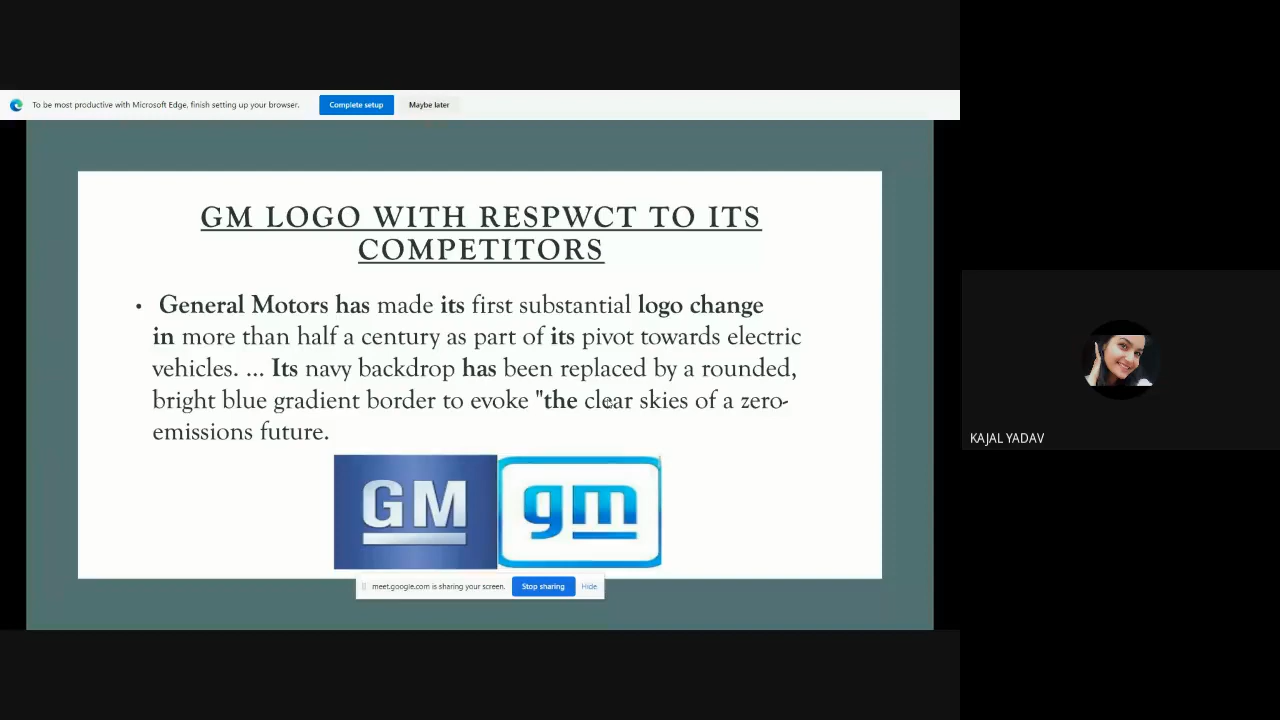 To be most productive with Microsoft Edge, finish setting up your browser. Complete setup Maybe later
GM LOGO WITH RESPWCT TO ITS
COMPETITORS
• General Motors has made its first substantial logo change
in more than half a century as part of its pivot towards electric
vehicles. ... Its navy backdrop has been replaced by a rounded,
bright blue gradient border to evoke "the clear skies of a zero-
emissions future.
GM gm
meet.google.com is sharing your screen. Stop sharing Hide
KAJAL YADAV